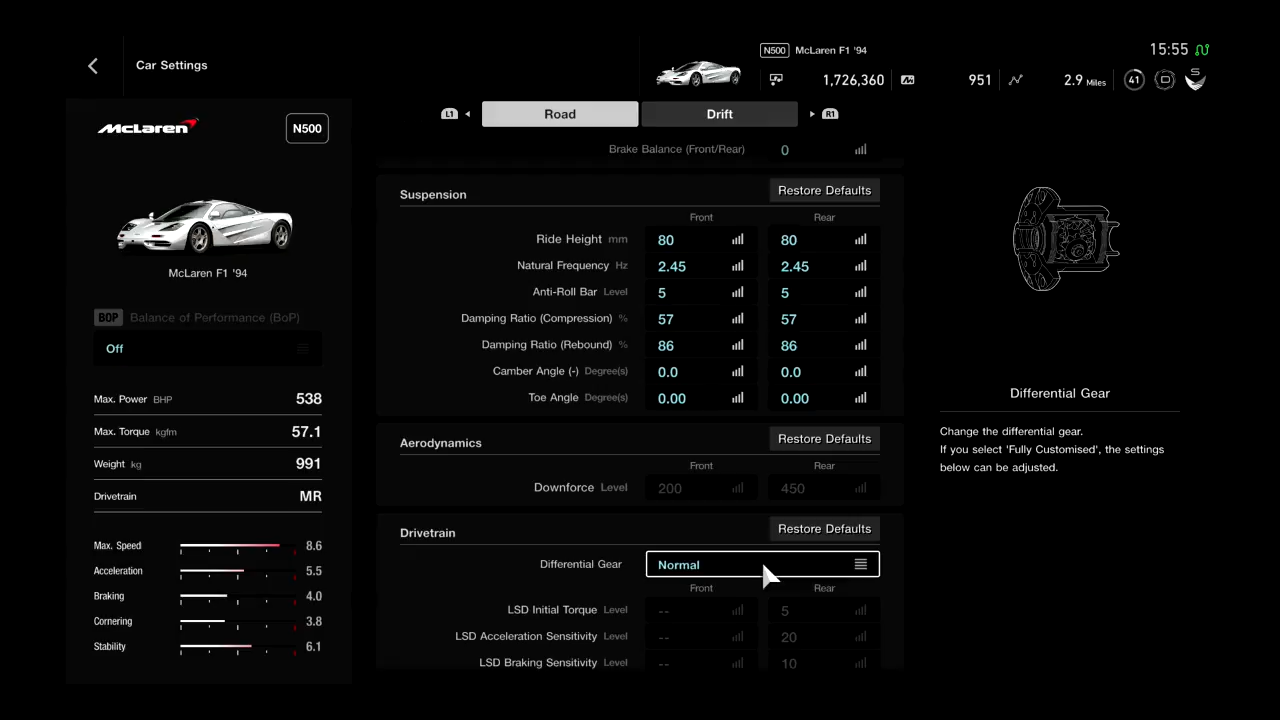 Car Settings
N500 McLaren F1 '94
15:55
1,726,360
951
2.9 Miles
41
S
McLaren
N500
L1 Road Drift R1
Brake Balance (Front/Rear) 0
McLaren F1 '94
BOP Balance of Performance (BoP)
Off
Max. Power BHP 538
Max. Torque kgfm 57.1
Weight kg 991
Drivetrain MR
Max. Speed 8.6
Acceleration 5.5
Braking 4.0
Cornering 3.8
Stability 6.1
Suspension Restore Defaults
Front Rear
Ride Height mm 80 80
Natural Frequency Hz 2.45 2.45
Anti-Roll Bar Level 5 5
Damping Ratio (Compression) % 57 57
Damping Ratio (Rebound) % 86 86
Camber Angle (-) Degree(s) 0.0 0.0
Toe Angle Degree(s) 0.00 0.00
Aerodynamics Restore Defaults
Front Rear
Downforce Level 200 450
Drivetrain Restore Defaults
Differential Gear Normal
Front Rear
LSD Initial Torque Level -- 5
LSD Acceleration Sensitivity Level -- 20
LSD Braking Sensitivity Level -- 10
Differential Gear
Change the differential gear.
If you select 'Fully Customised', the settings
below can be adjusted.